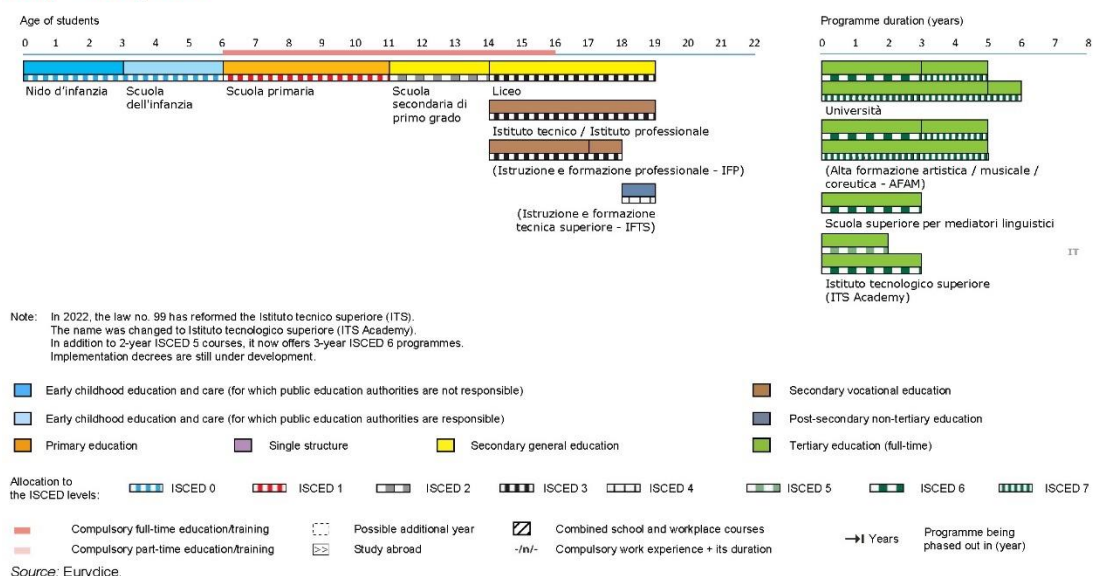 Age of students
Programme duration (years)
0 1 2 3 4 5 6 7 8 9 10 11 12 13 14 15 16 17 18 19 20 21 22
0 1 2 3 4 5 6 7 8
Nido d'infanzia
Scuola
dell'infanzia
Scuola primaria
Scuola
secondaria di
primo grado
Liceo
Istituto tecnico / Istituto professionale
(Istruzione e formazione professionale - IFP)
(Istruzione e formazione
tecnica superiore - IFTS)
Università
(Alta formazione artistica / musicale /
coreutica - AFAM)
Scuola superiore per mediatori linguistici
IT
Istituto tecnologico superiore
(ITS Academy)
Note: In 2022, the law no. 99 has reformed the Istituto tecnico superiore (ITS).
The name was changed to Istituto tecnologico superiore (ITS Academy).
In addition to 2-year ISCED 5 courses, it now offers 3-year ISCED 6 programmes.
Implementation decrees are still under development.
Early childhood education and care (for which public education authorities are not responsible)
Secondary vocational education
Early childhood education and care (for which public education authorities are responsible)
Post-secondary non-tertiary education
Primary education
Single structure
Secondary general education
Tertiary education (full-time)
Allocation to
the ISCED levels:
ISCED 0
ISCED 1
ISCED 2
ISCED 3
ISCED 4
ISCED 5
ISCED 6
ISCED 7
Compulsory full-time education/training
Possible additional year
Combined school and workplace courses
Years
Programme being
phased out in (year)
Compulsory part-time education/training
>> Study abroad
-/n/- Compulsory work experience + its duration
Source: Eurydice.